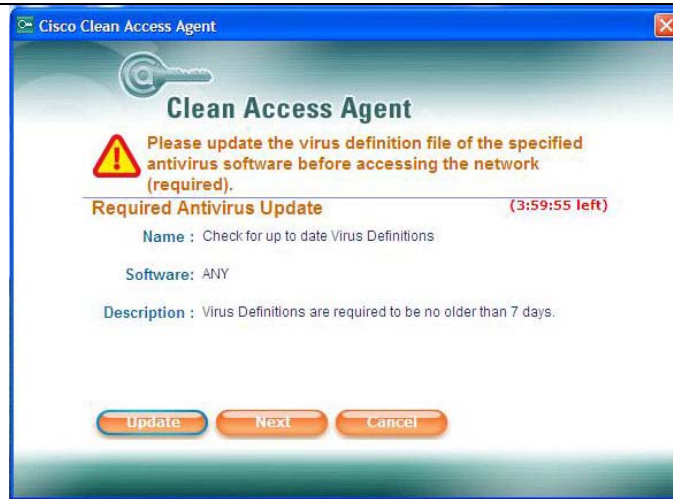 Cisco Clean Access Agent
Clean Access Agent
Please update the virus definition file of the specified
antivirus software before accessing the network
(required).
Required Antivirus Update (3:59:55 left)
Name : Check for up to date Virus Definitions
Software: ANY
Description : Virus Definitions are required to be no older than 7 days.
Update Next Cancel